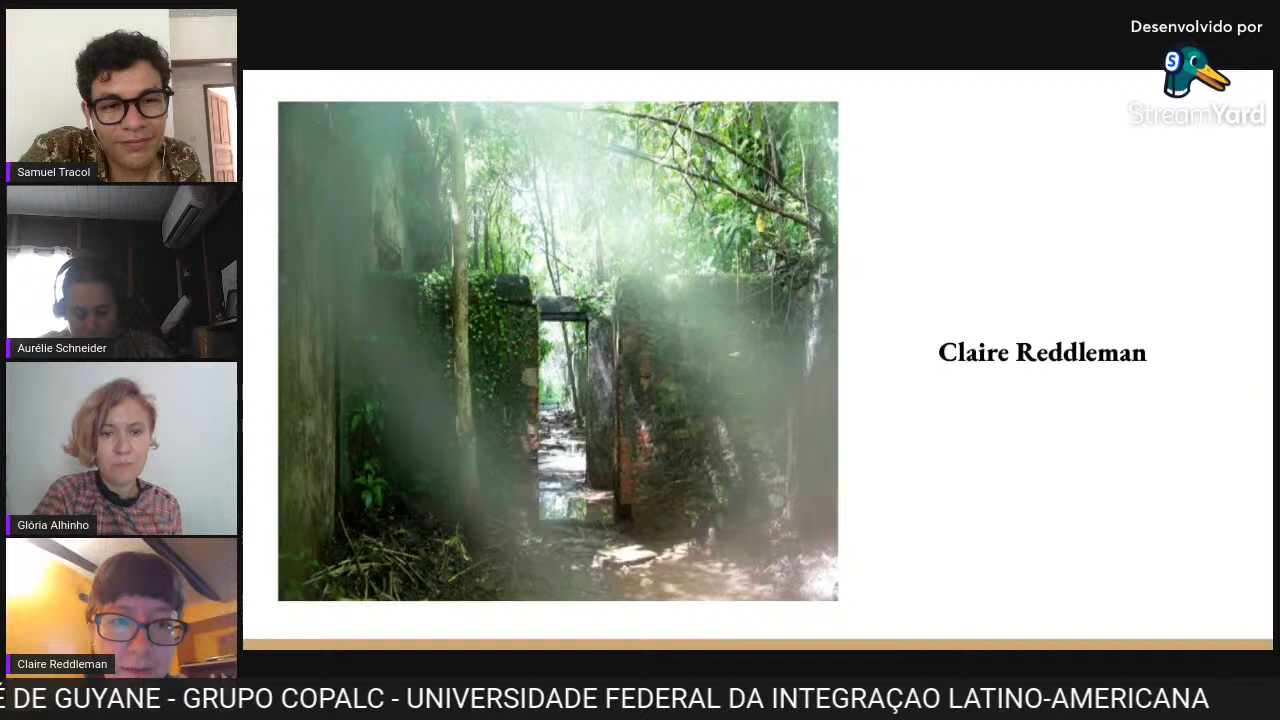 Desenvolvido por
StreamYard
Samuel Tracol
Aurélie Schneider
Glória Alhinho
Claire Reddleman
Claire Reddleman
É DE GUYANE - GRUPO COPALC - UNIVERSIDADE FEDERAL DA INTEGRAÇAO LATINO-AMERICANA